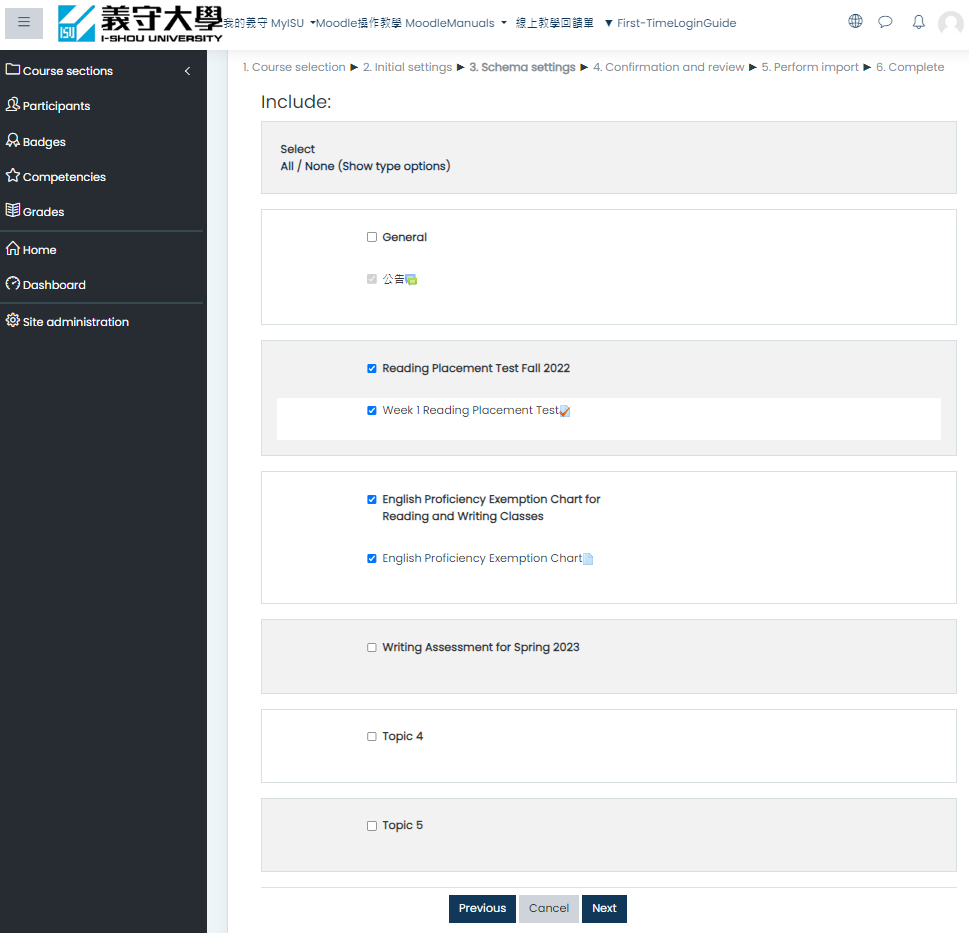 ISU 義守大學 I-SHOU UNIVERSITY 我的義守 MyISU Moodle操作教學 MoodleManuals 線上教學回饋單 ▼ First-TimeLoginGuide
Course sections
Participants
Badges
Competencies
Grades
Home
Dashboard
Site administration
1. Course selection ► 2. Initial settings ► 3. Schema settings ► 4. Confirmation and review ► 5. Perform import ► 6. Complete
Include:
Select
All / None (Show type options)
General
公告
Reading Placement Test Fall 2022
Week 1 Reading Placement Test
English Proficiency Exemption Chart for
Reading and Writing Classes
English Proficiency Exemption Chart
Writing Assessment for Spring 2023
Topic 4
Topic 5
Previous Cancel Next